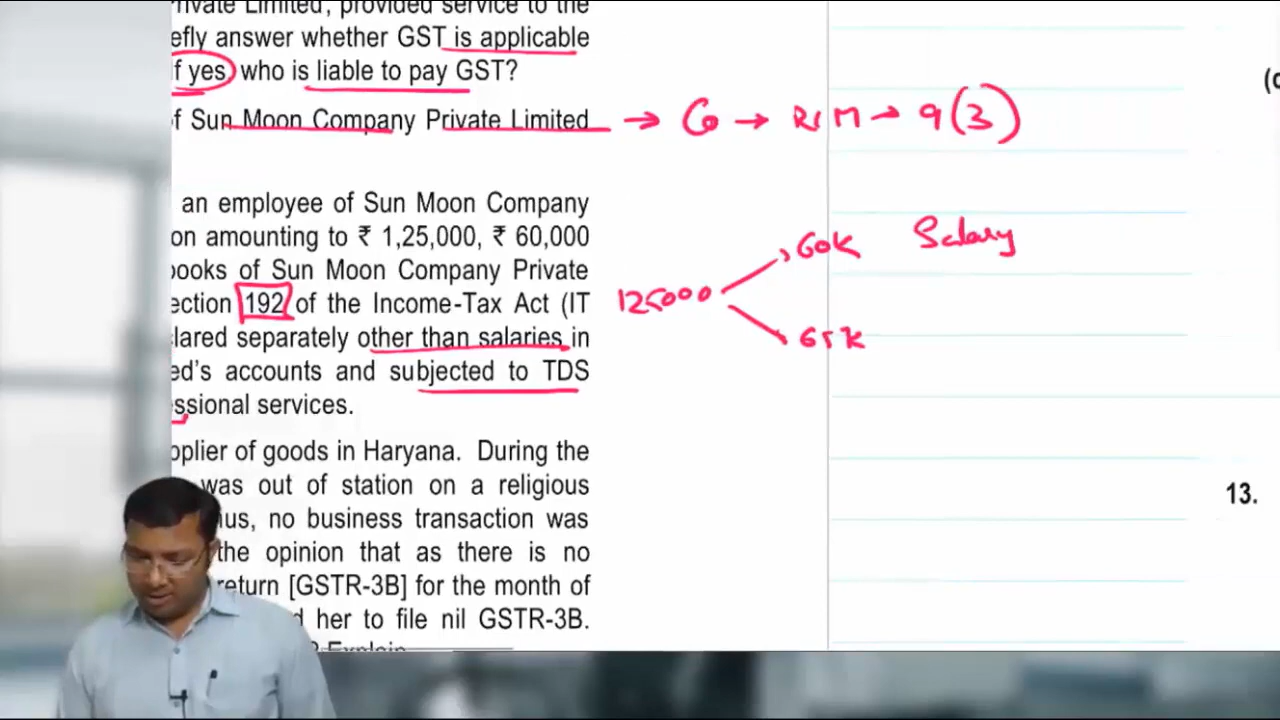 rivate Limited, provided service to the
efly answer whether GST is applicable
f yes who is liable to pay GST?
f Sun Moon Company Private Limited → Co → RCM → 9(3)
(c
an employee of Sun Moon Company
on amounting to ₹ 1,25,000, ₹ 60,000
books of Sun Moon Company Private
ection 192 of the Income-Tax Act (IT
lared separately other than salaries in
ed's accounts and subjected to TDS
essional services.
125000
60K Salary
65K
pplier of goods in Haryana. During the
was out of station on a religious
hus, no business transaction was
the opinion that as there is no
return [GSTR-3B] for the month of
d her to file nil GSTR-3B.
? Explain.
13.